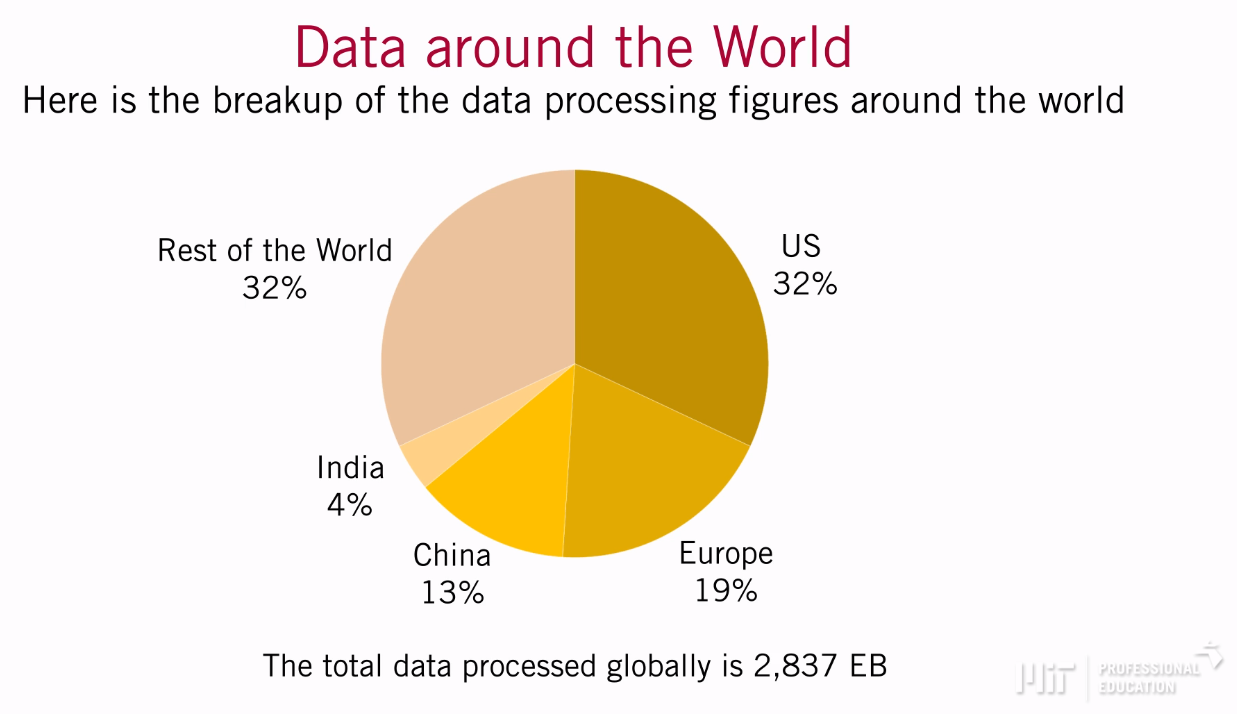 Data around the World
Here is the breakup of the data processing figures around the world
Rest of the World
32%
US
32%
India
4%
China
13%
Europe
19%
The total data processed globally is 2,837 EB
MIT
PROFESSIONAL
EDUCATION